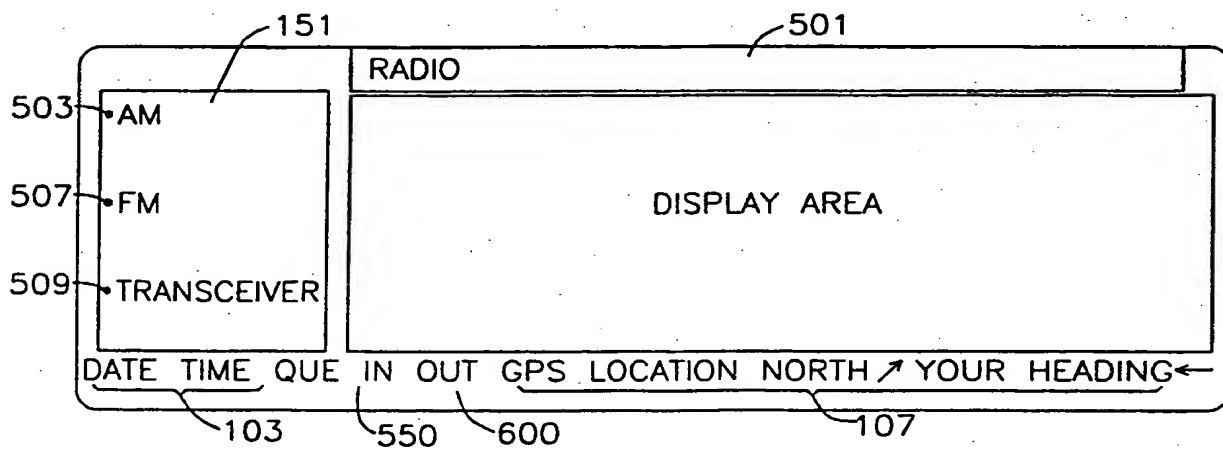 151
501
RADIO
503
AM
507
FM
DISPLAY AREA
509
TRANSCEIVER
DATE TIME QUE IN OUT GPS LOCATION NORTH ↗ YOUR HEADING ←
103
550
600
107